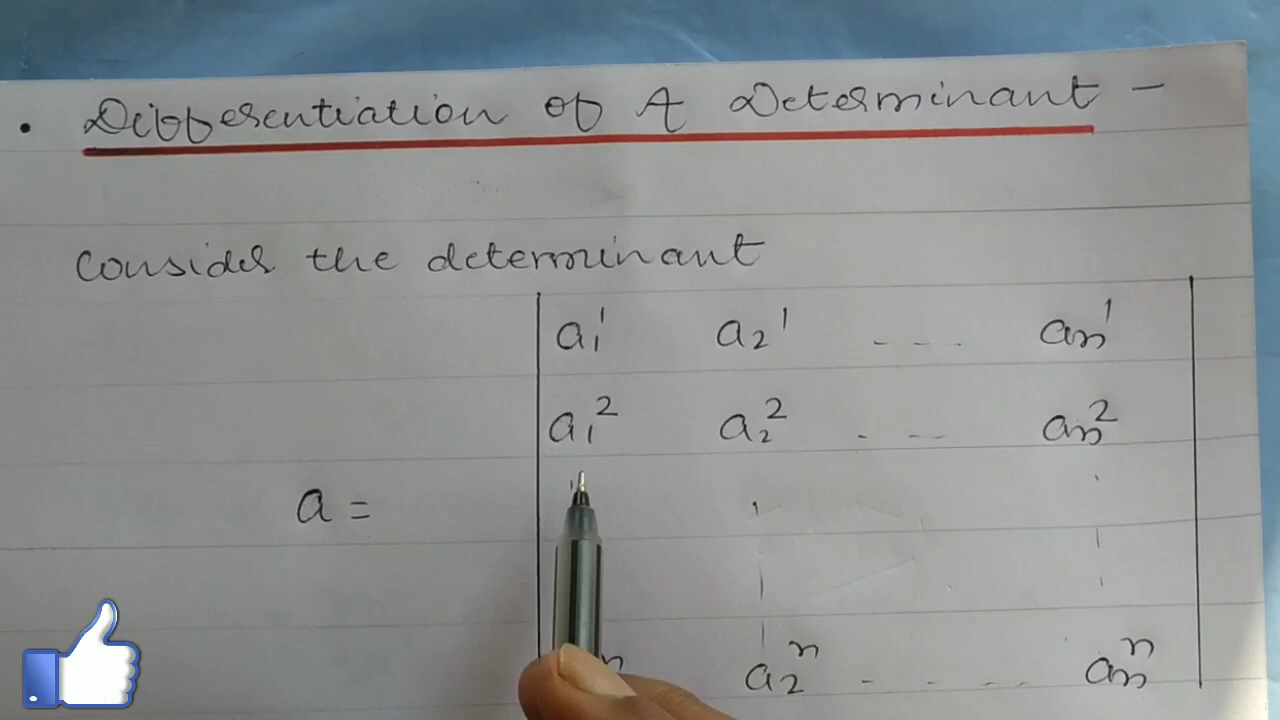 . Differentiation of A Determinant –
Consider the determinant
a₁¹ a₂¹ - - - - aₙ¹
a₁² a₂² - - - aₙ²
a =
ⁿ a₂ⁿ - - - - aₙⁿ